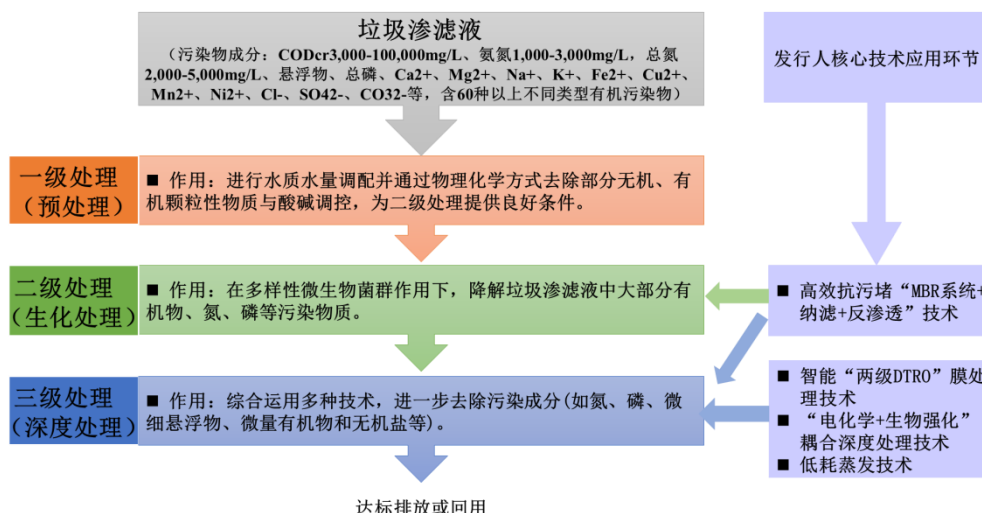 垃圾渗滤液
（污染物成分：CODcr3,000-100,000mg/L、氨氮1,000-3,000mg/L，总氮
2,000-5,000mg/L、悬浮物、总磷、Ca2+、Mg2+、Na+、K+、Fe2+、Cu2+、
Mn2+、Ni2+、Cl-、SO42-、CO32-等，含60种以上不同类型有机污染物）
发行人核心技术应用环节
一级处理
（预处理）
■ 作用：进行水质水量调配并通过物理化学方式去除部分无机、有
机颗粒性物质与酸碱调控，为二级处理提供良好条件。
二级处理
（生化处理）
■ 作用：在多样性微生物菌群作用下，降解垃圾渗滤液中大部分有
机物、氮、磷等污染物质。
■ 高效抗污堵“MBR系统+
纳滤+反渗透”技术
三级处理
（深度处理）
■ 作用：综合运用多种技术，进一步去除污染成分(如氮、磷、微
细悬浮物、微量有机物和无机盐等)。
■ 智能“两级DTRO”膜处
理技术
■ “电化学+生物强化”
耦合深度处理技术
■ 低耗蒸发技术
达标排放或回用